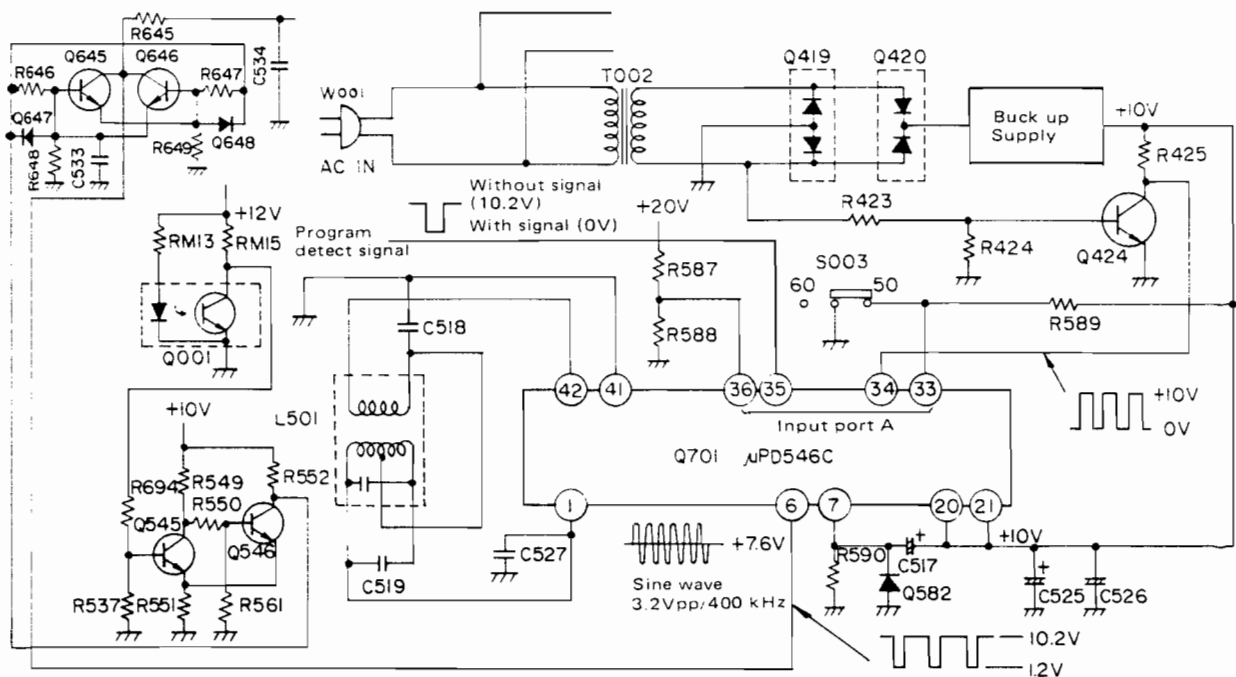 R645
Q645
Q646
C534
R646
R647
Q647
Q648
R648
C533
R649
W001
AC IN
T002
Q419
Q420
Buck up
Supply
+10V
R425
Without signal
(10.2V)
With signal (0V)
Program
detect signal
+20V
R423
R424
Q424
+12V
RM13
RM15
Q001
R587
R588
S003
60
50
R589
C518
L501
42
41
36
35
34
33
Input port A
+10V
0V
Q701 μPD546C
+10V
R694
R549
R550
R552
Q545
Q546
R537
R551
R561
1
6
7
20
21
C527
C519
+7.6V
Sine wave
3.2Vpp/400 kHz
R590
+
C517
Q582
+10V
+
C525
C526
10.2V
1.2V